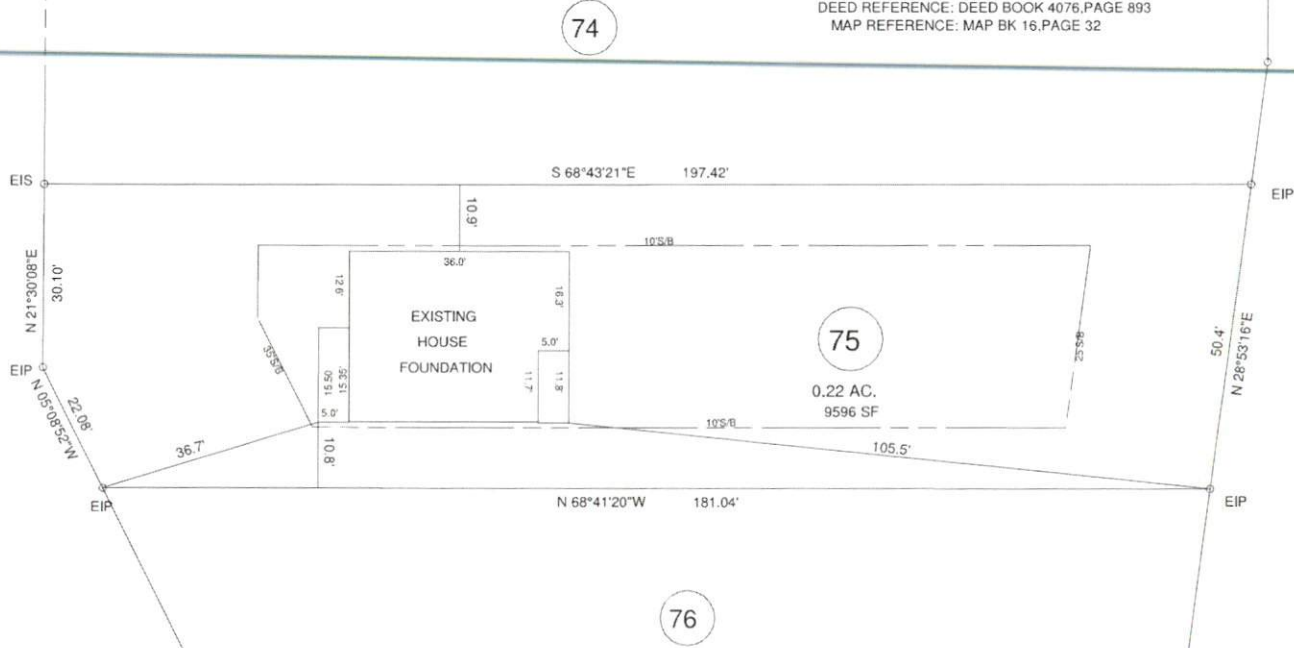 DEED REFERENCE: DEED BOOK 4076,PAGE 893
MAP REFERENCE: MAP BK 16,PAGE 32
74
EIS
S 68°43'21"E 197.42'
EIP
N 21°30'08"E
30.10'
10.9'
10'S/B
36.0'
12.6'
16.3'
EXISTING
HOUSE
FOUNDATION
35'S/B
15.50
15.35'
5.0'
11.7'
11.8'
5.0'
75
0.22 AC.
9596 SF
25'S/B
50.4'
N 28°53'16"E
EIP
22.08'
N 05°08'52"W
36.7'
10.8'
10'S/B
105.5'
EIP
N 68°41'20"W 181.04'
EIP
76